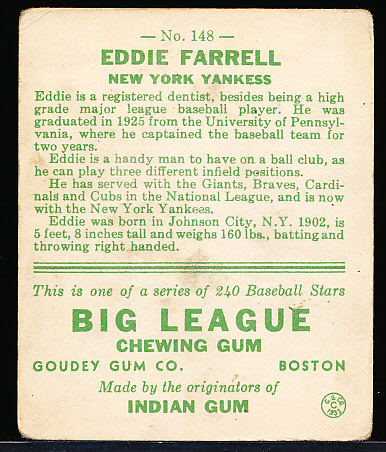 — No. 148 —
EDDIE FARRELL
NEW YORK YANKESS
Eddie is a registered dentist, besides being a high
grade major league baseball player. He was
graduated in 1925 from the University of Pennsyl-
vania, where he captained the baseball team for
two years.
Eddie is a handy man to have on a ball club, as
he can play three different infield positions.
He has served with the Giants, Braves, Cardi-
nals and Cubs in the National League, and is now
with the New York Yankees.
Eddie was born in Johnson City, N.Y. 1902, is
5 feet, 8 inches tall and weighs 160 lbs., batting and
throwing right handed.
This is one of a series of 240 Baseball Stars
BIG LEAGUE
CHEWING GUM
GOUDEY GUM CO. BOSTON
Made by the originators of
INDIAN GUM
G.G.CO.
C
1933